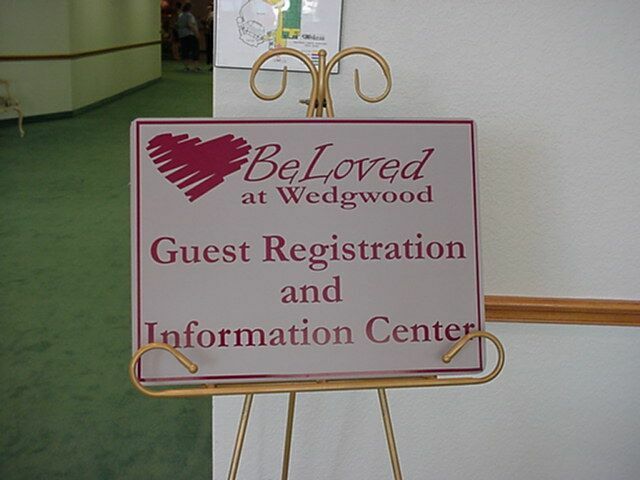 BeLoved
at Wedgwood
Guest Registration
and
Information Center